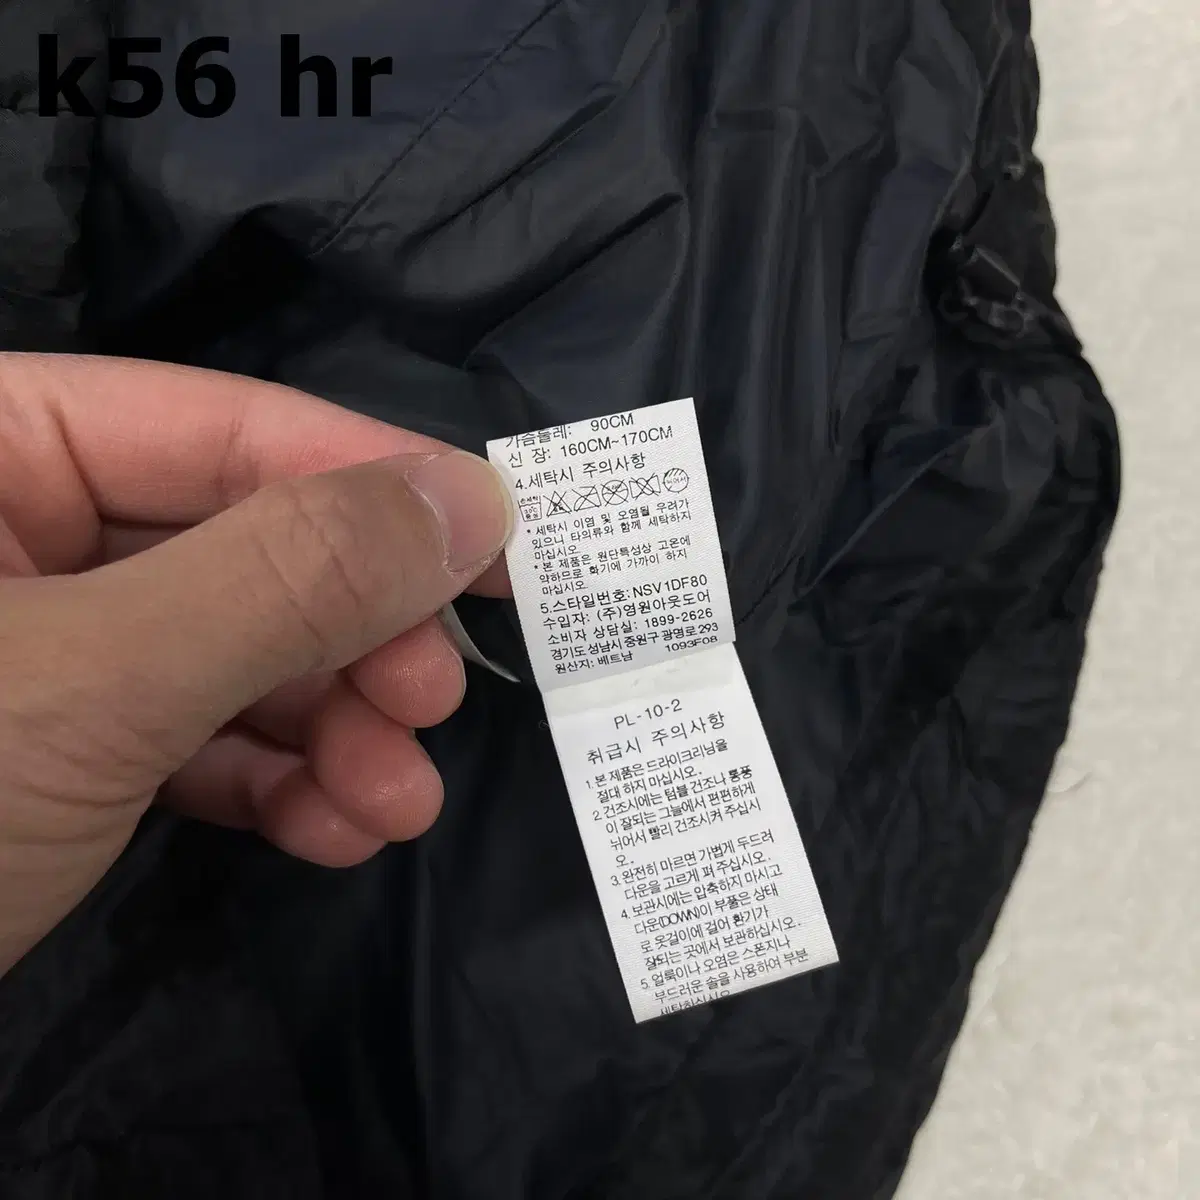 k56 hr
가슴둘레: 90CM
신 장: 160CM~170CM
4.세탁시 주의사항
손세탁
30℃
뉘어서
* 세탁시 이염 및 오염될 우려가
있으니 타의류와 함께 세탁하지
마십시오
* 본 제품은 원단특성상 고온에
약하므로 화기에 가까이 하지
마십시오
5.스타일번호: NSV1DF80
수입자: (주)영원아웃도어
소비자 상담실: 1899-2626
경기도 성남시 중원구 광명로 293
원산지: 베트남 1093F08
PL-10-2
취급시 주의사항
1. 본 제품은 드라이크리닝을
절대 하지 마십시오.
2. 건조시에는 텀블 건조나 통풍
이 잘되는 그늘에서 편편하게
뉘어서 빨리 건조시켜 주십시
오.
3. 완전히 마르면 가볍게 두드려
다운을 고르게 펴 주십시오.
4. 보관시에는 압축하지 마시고
다운(DOWN)이 부풀은 상태
로 옷걸이에 걸어 환기가
잘되는 곳에서 보관하십시오.
5. 얼룩이나 오염은 스폰지나
부드러운 솔을 사용하여 부분
세탁하십시오